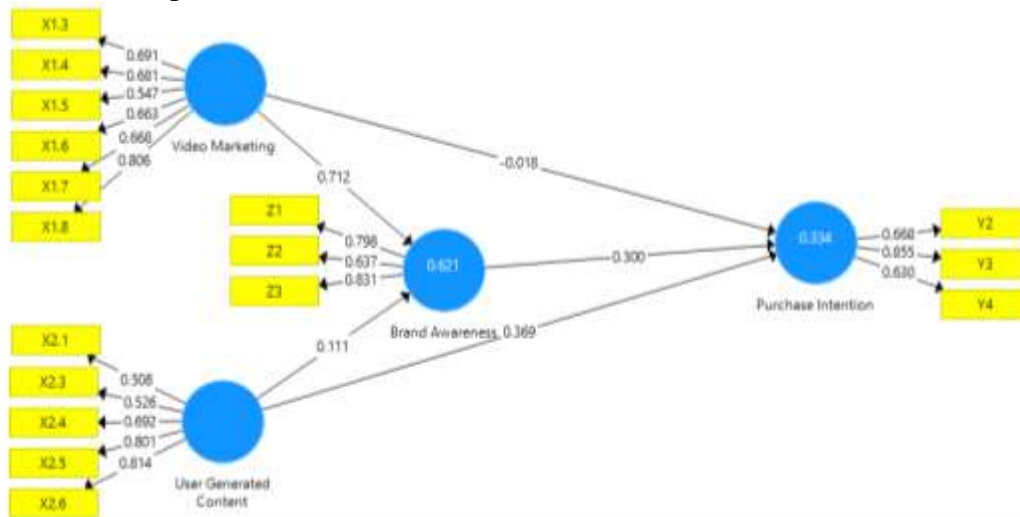 X1.3
X1.4
X1.5
X1.6
X1.7
X1.8
0.691
0.681
0.547
0.663
0.668
0.806
Video Marketing
-0.018
0.712
Z1
Z2
Z3
0.798
0.637
0.831
0.621
Brand Awareness
0.300
0.334
Purchase Intention
0.668
0.855
0.630
Y2
Y3
Y4
0.111
0.369
X2.1
X2.3
X2.4
X2.5
X2.6
0.508
0.526
0.692
0.801
0.814
User Generated
Content